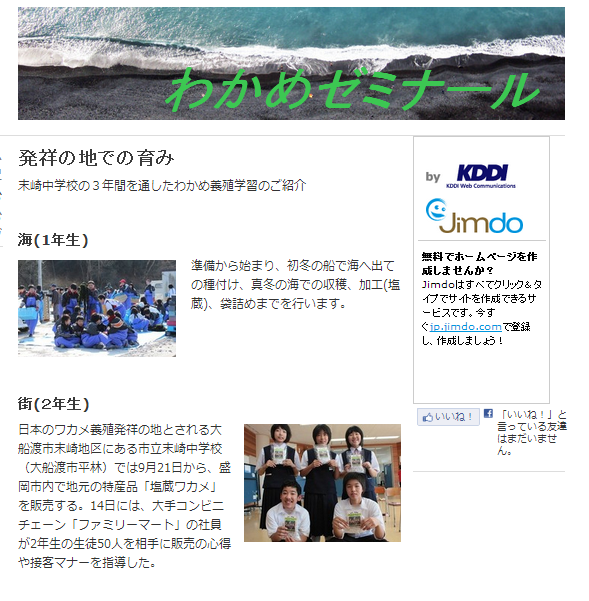 わかめゼミナール
発祥の地での育み
末崎中学校の３年間を通したわかめ養殖学習のご紹介
海(1年生)
準備から始まり、初冬の船で海へ出て
の種付け、真冬の海での収穫、加工(塩
蔵)、袋詰めまでを行います。
街(2年生)
日本のワカメ養殖発祥の地とされる大
船渡市末崎地区にある市立末崎中学校
（大船渡市平林）では9月21日から、盛
岡市内で地元の特産品「塩蔵ワカメ」
を販売する。14日には、大手コンビニ
チェーン「ファミリーマート」の社員
が2年生の生徒50人を相手に販売の心得
や接客マナーを指導した。
by KDDI
KDDI Web Communications
Jimdo
無料でホームページを作
成しませんか？
Jimdoはすべてクリック＆タ
イプでサイトを作成できるサ
ービスです。今す
ぐjp.jimdo.comで登録
し、作成しましょう！
いいね！
「いいね！」と
言っている友達
はまだいませ
ん。